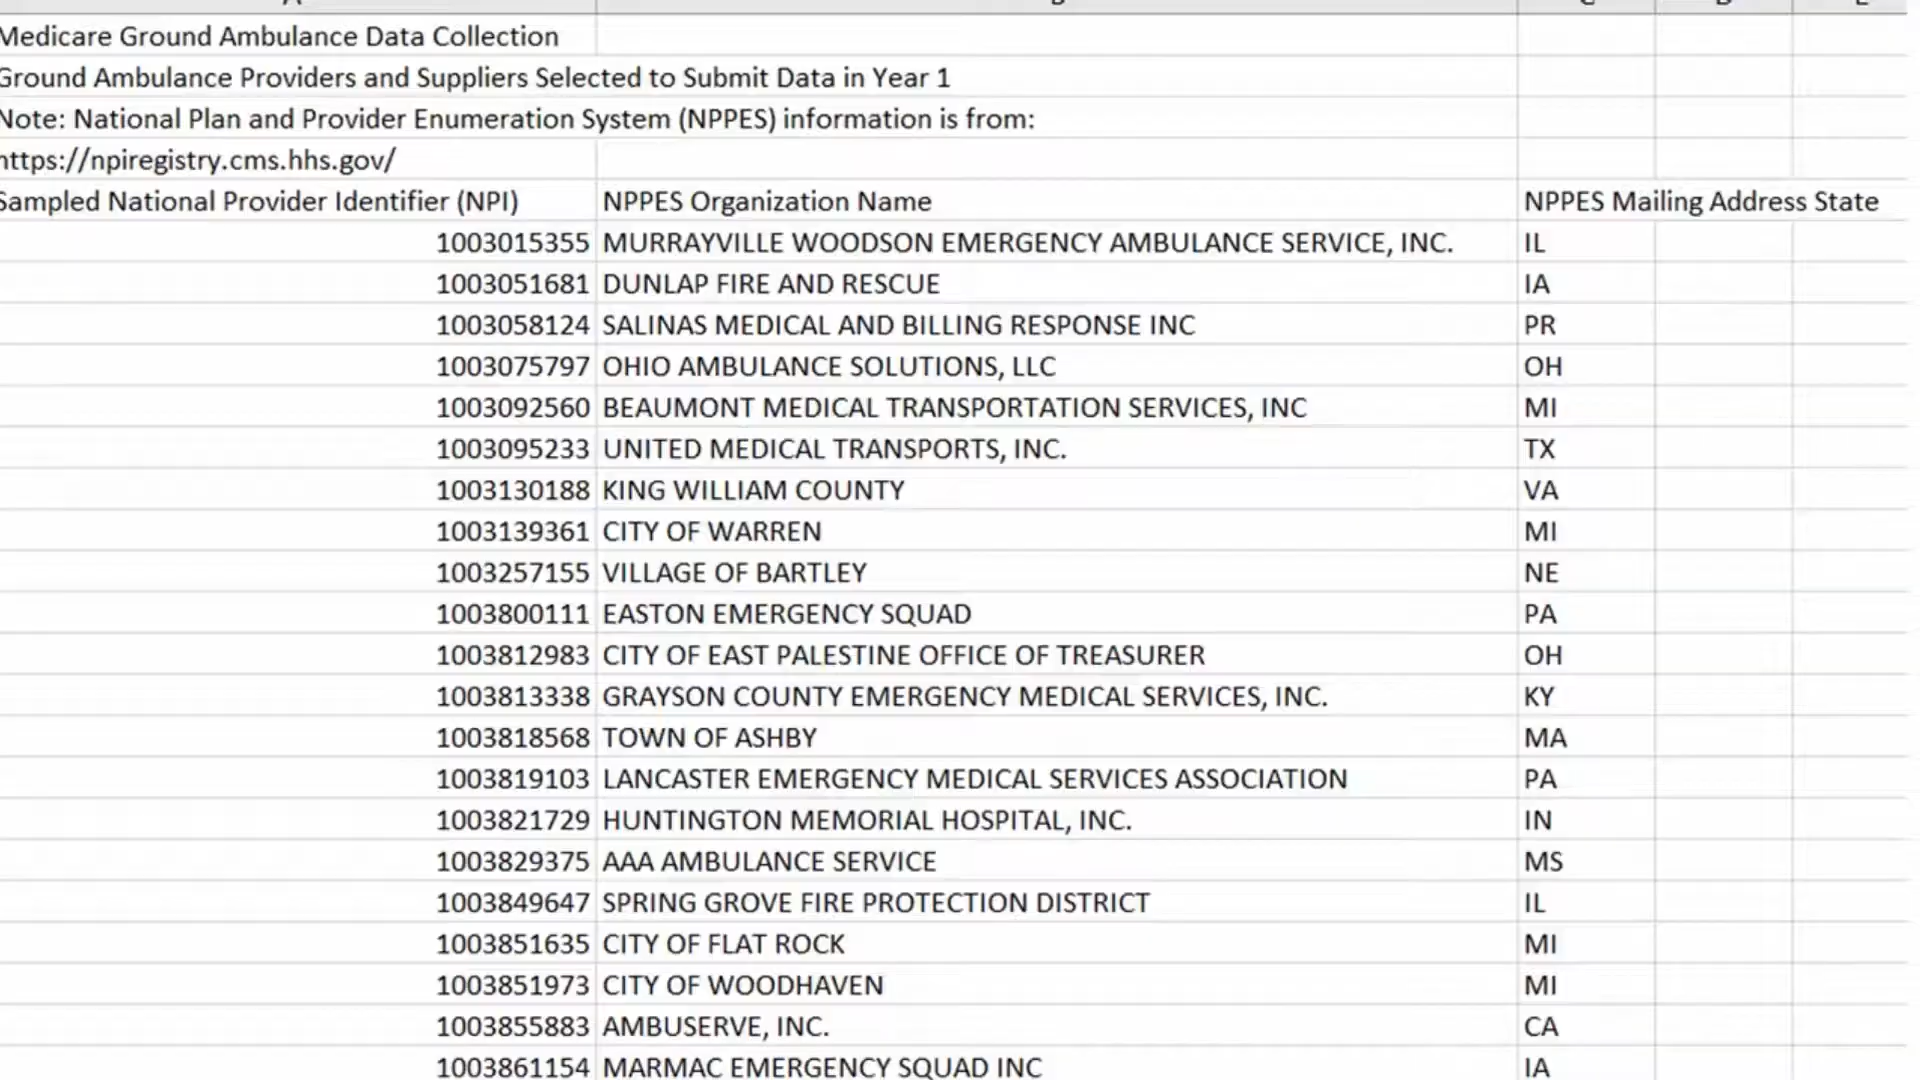 Medicare Ground Ambulance Data Collection
Ground Ambulance Providers and Suppliers Selected to Submit Data in Year 1
Note: National Plan and Provider Enumeration System (NPPES) information is from:
https://npiregistry.cms.hhs.gov/
Sampled National Provider Identifier (NPI) NPPES Organization Name NPPES Mailing Address State
1003015355 MURRAYVILLE WOODSON EMERGENCY AMBULANCE SERVICE, INC. IL
1003051681 DUNLAP FIRE AND RESCUE IA
1003058124 SALINAS MEDICAL AND BILLING RESPONSE INC PR
1003075797 OHIO AMBULANCE SOLUTIONS, LLC OH
1003092560 BEAUMONT MEDICAL TRANSPORTATION SERVICES, INC MI
1003095233 UNITED MEDICAL TRANSPORTS, INC. TX
1003130188 KING WILLIAM COUNTY VA
1003139361 CITY OF WARREN MI
1003257155 VILLAGE OF BARTLEY NE
1003800111 EASTON EMERGENCY SQUAD PA
1003812983 CITY OF EAST PALESTINE OFFICE OF TREASURER OH
1003813338 GRAYSON COUNTY EMERGENCY MEDICAL SERVICES, INC. KY
1003818568 TOWN OF ASHBY MA
1003819103 LANCASTER EMERGENCY MEDICAL SERVICES ASSOCIATION PA
1003821729 HUNTINGTON MEMORIAL HOSPITAL, INC. IN
1003829375 AAA AMBULANCE SERVICE MS
1003849647 SPRING GROVE FIRE PROTECTION DISTRICT IL
1003851635 CITY OF FLAT ROCK MI
1003851973 CITY OF WOODHAVEN MI
1003855883 AMBUSERVE, INC. CA
1003861154 MARMAC EMERGENCY SQUAD INC IA